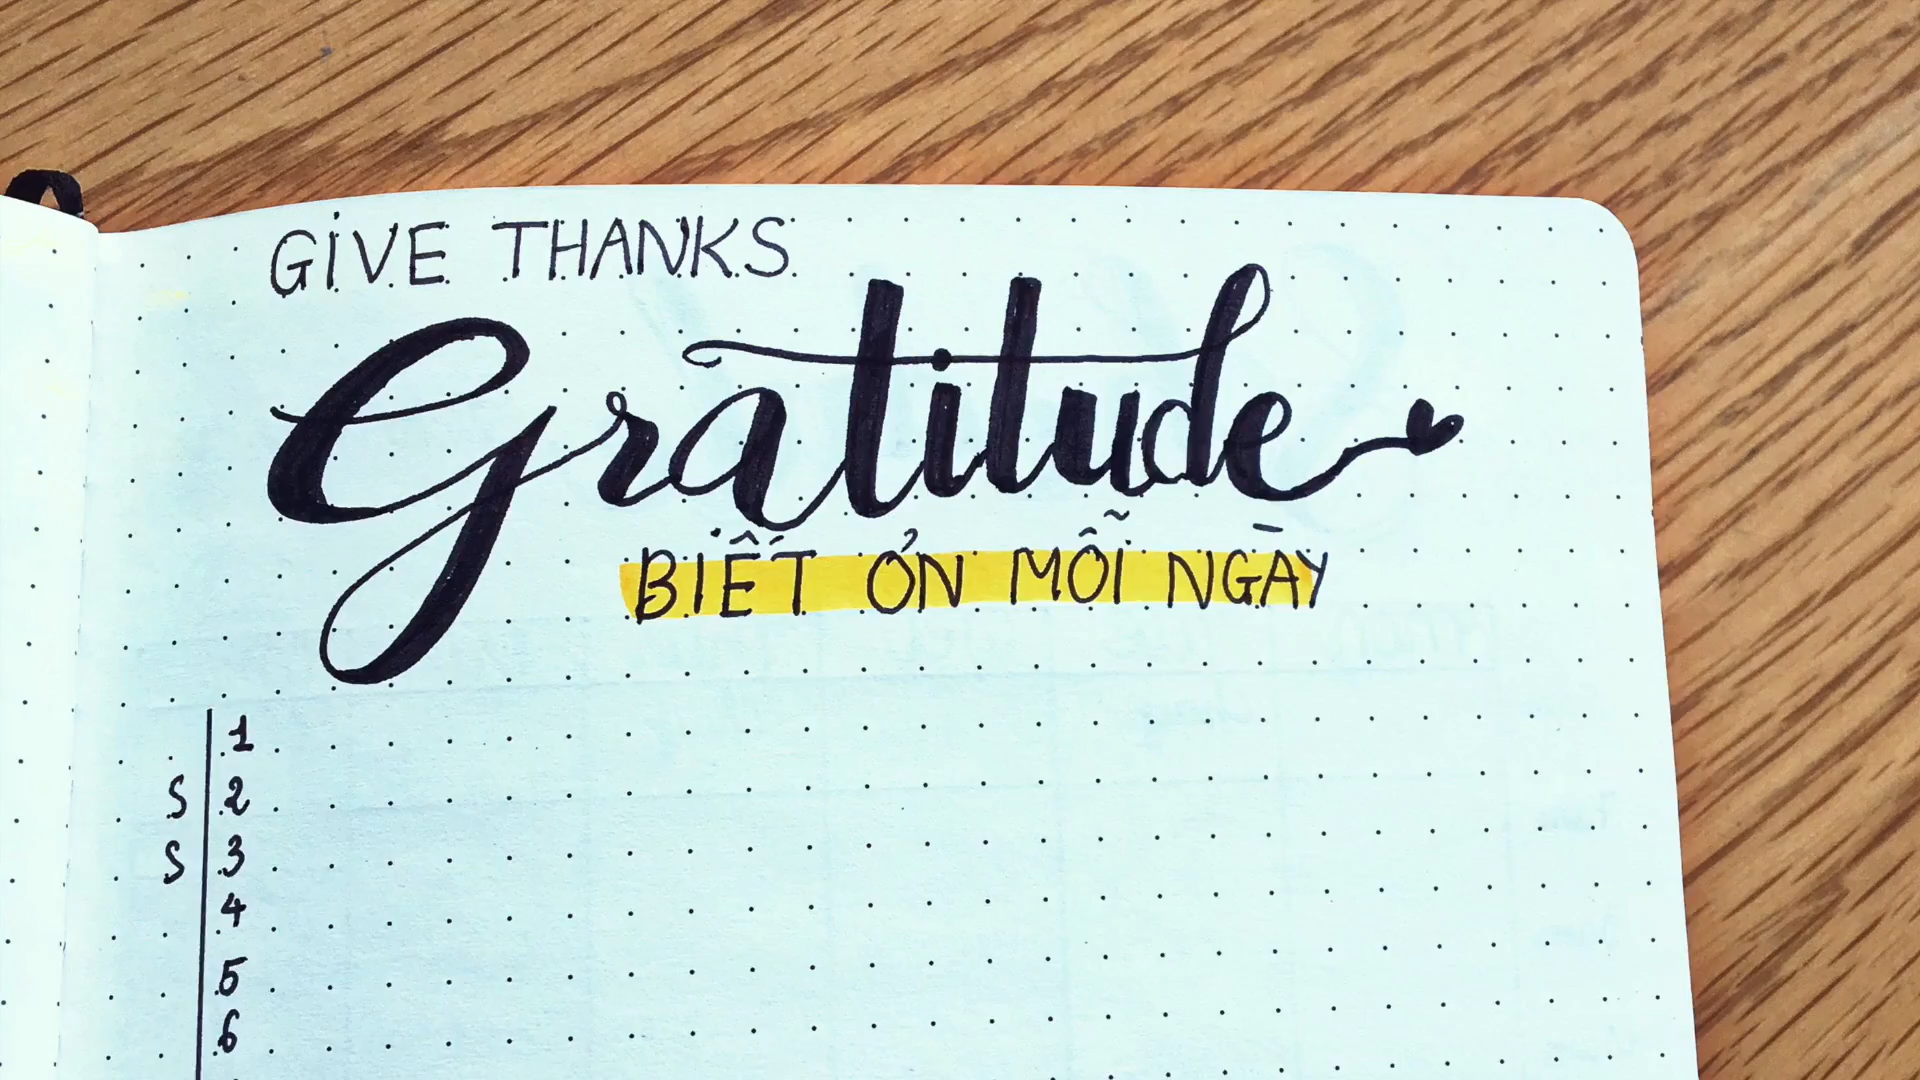 GIVE THANKS
Gratitude
BIẾT ƠN MỖI NGÀY
1
S 2
S 3
4
5
6